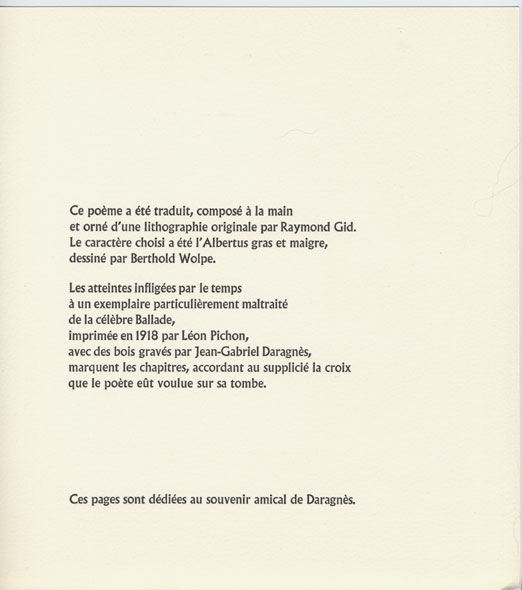 Ce poème a été traduit, composé à la main
et orné d'une lithographie originale par Raymond Gid.
Le caractère choisi a été l'Albertus gras et maigre,
dessiné par Berthold Wolpe.
Les atteintes infligées par le temps
à un exemplaire particulièrement maltraité
de la célèbre Ballade,
imprimée en 1918 par Léon Pichon,
avec des bois gravés par Jean-Gabriel Daragnès,
marquent les chapitres, accordant au supplicié la croix
que le poète eût voulue sur sa tombe.
Ces pages sont dédiées au souvenir amical de Daragnès.